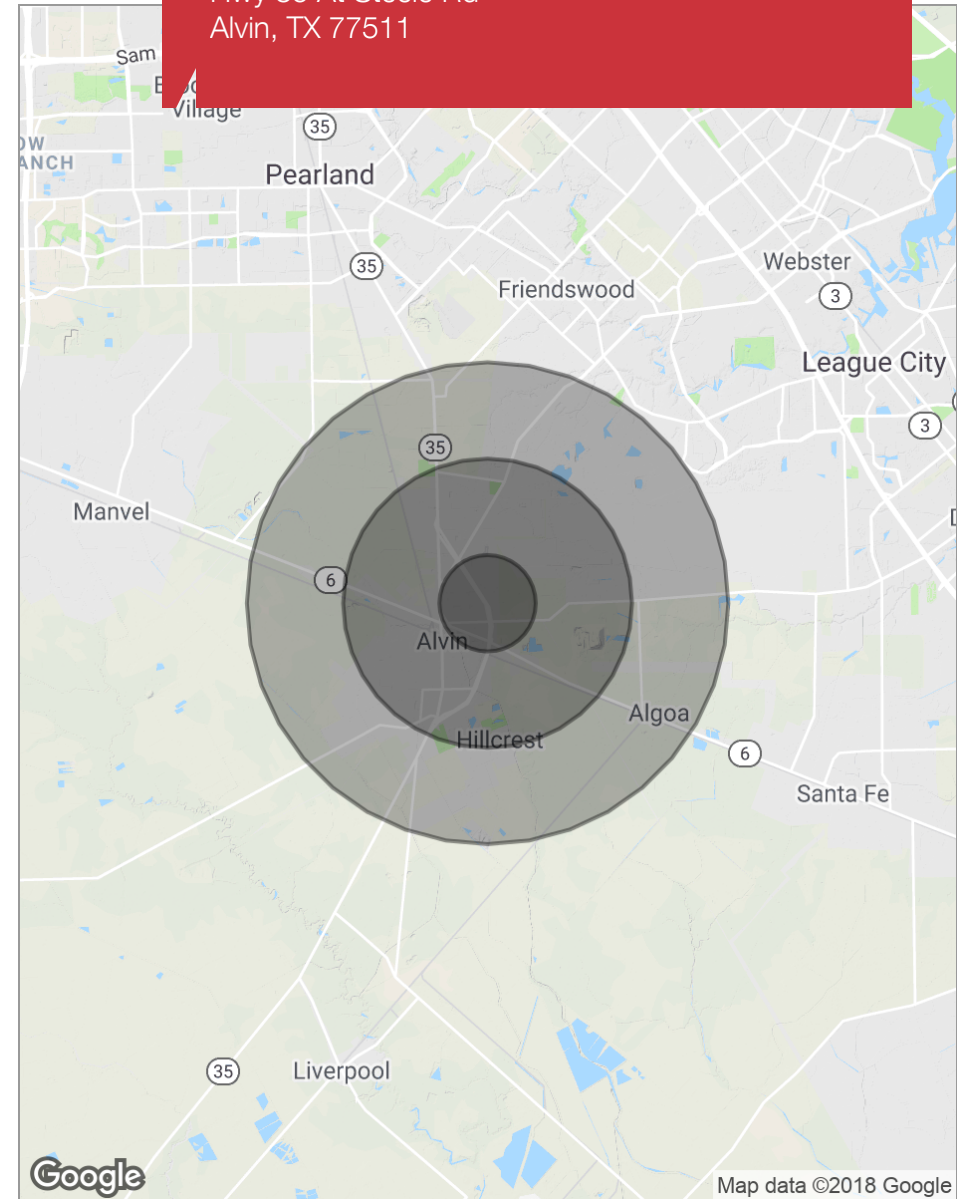 Alvin, TX 77511
Sam
Village
35
Pearland
35
Webster
Friendswood
3
League City
3
35
Manvel
6
Alvin
Algoa
Hillcrest
6
Santa Fe
35
Liverpool
Google
Map data ©2018 Google